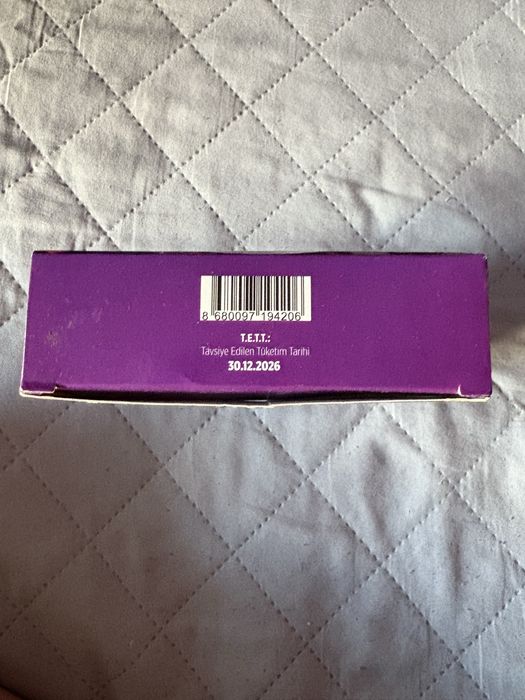 8 680097 194206
T.E.T.T.:
Tavsiye Edilen Tüketim Tarihi
30.12.2026